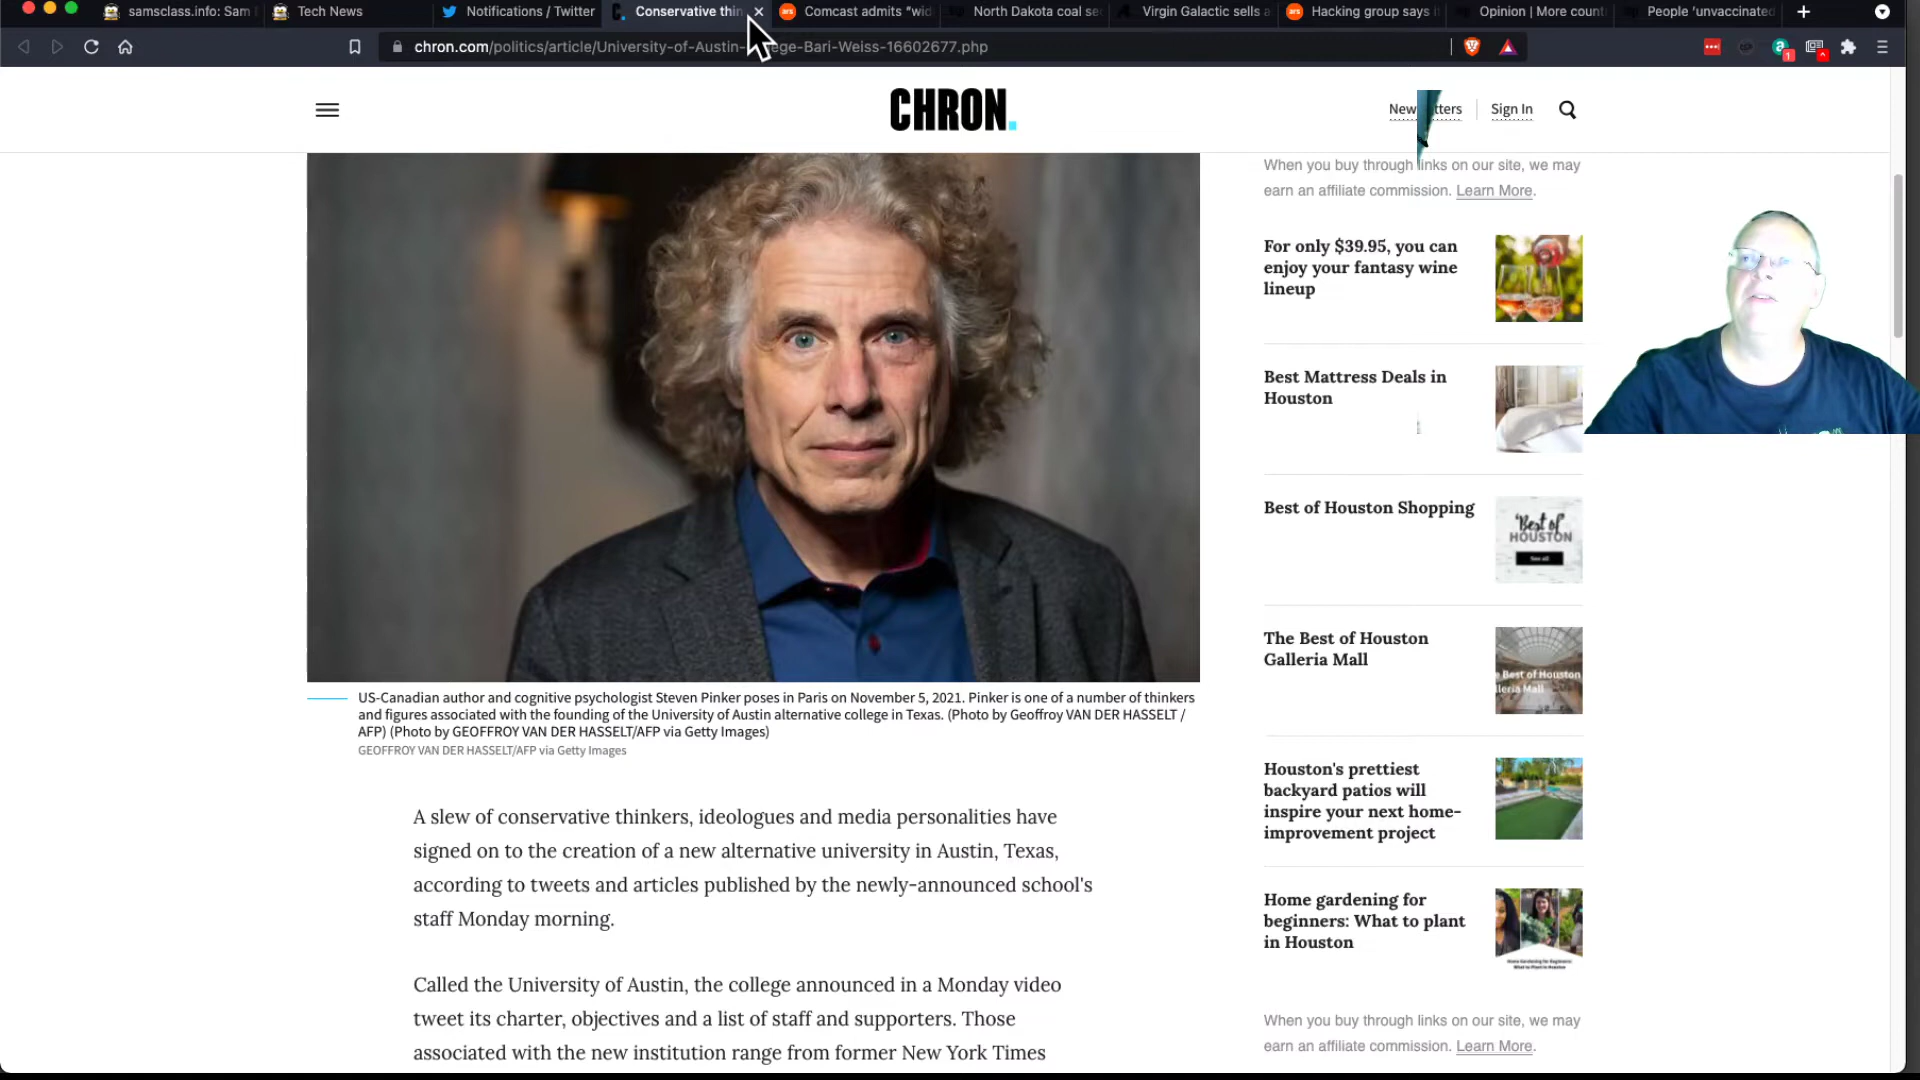 samsclass.info: Sam
Tech News
Notifications / Twitter
Conservative thin
Comcast admits "wid
North Dakota coal se
Virgin Galactic sells a
Hacking group says i
Opinion | More count
People 'unvaccinated
chron.com/politics/article/University-of-Austin-
ege-Bari-Weiss-16602677.php
1
CHRON.
New
tters
Sign In
When you buy through links on our site, we may
earn an affiliate commission. Learn More.
For only $39.95, you can
enjoy your fantasy wine
lineup
Best Mattress Deals in
Houston
Best of Houston Shopping
'Best of
HOUSTON
See all
The Best of Houston
Galleria Mall
e Best of Houston
lleria Mall
Houston's prettiest
backyard patios will
inspire your next home-
improvement project
Home gardening for
beginners: What to plant
in Houston
When you buy through links on our site, we may
earn an affiliate commission. Learn More.
US-Canadian author and cognitive psychologist Steven Pinker poses in Paris on November 5, 2021. Pinker is one of a number of thinkers
and figures associated with the founding of the University of Austin alternative college in Texas. (Photo by Geoffroy VAN DER HASSELT /
AFP) (Photo by GEOFFROY VAN DER HASSELT/AFP via Getty Images)
GEOFFROY VAN DER HASSELT/AFP via Getty Images
A slew of conservative thinkers, ideologues and media personalities have
signed on to the creation of a new alternative university in Austin, Texas,
according to tweets and articles published by the newly-announced school's
staff Monday morning.
Called the University of Austin, the college announced in a Monday video
tweet its charter, objectives and a list of staff and supporters. Those
associated with the new institution range from former New York Times